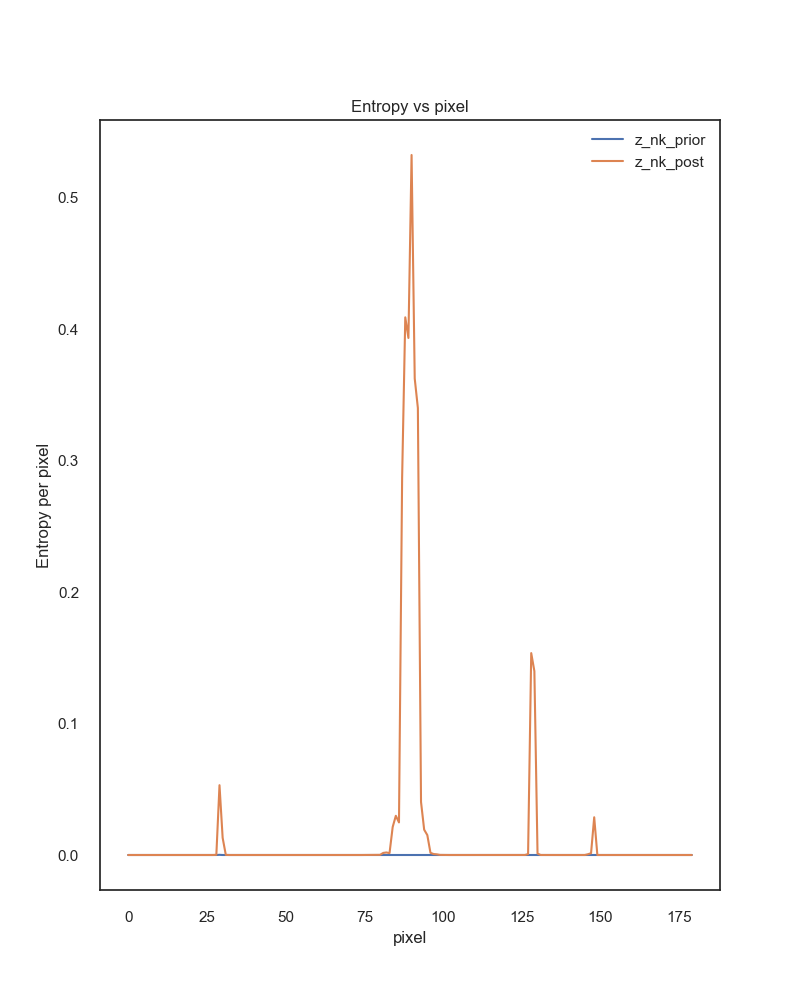 Entropy vs pixel
z_nk_prior
z_nk_post
Entropy per pixel
0.5
0.4
0.3
0.2
0.1
0.0
0 25 50 75 100 125 150 175
pixel